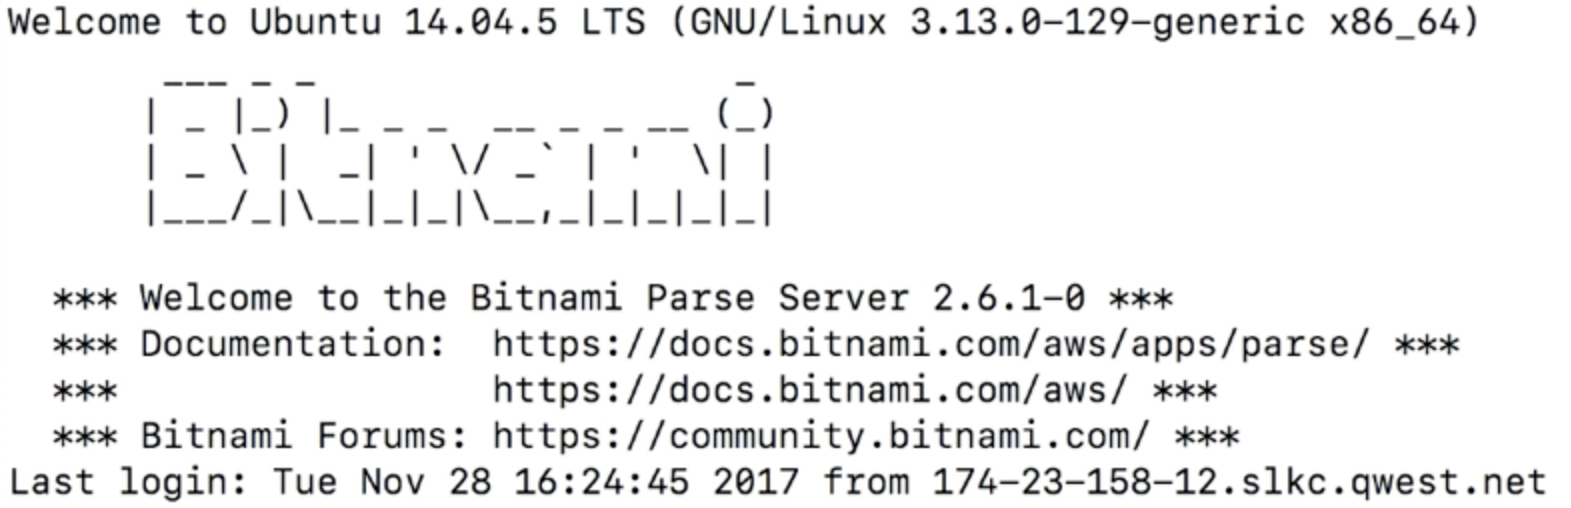 Welcome to Ubuntu 14.04.5 LTS (GNU/Linux 3.13.0-129-generic x86_64)
       ___ _ _                   _
      |  _ |_) |_ _ _  __ _ _ __ (_)
      | _ \ |  _| ' \/ _` | '  \| |
      |___/_|\__|_|_|\__,_|_|_|_|_|
  *** Welcome to the Bitnami Parse Server 2.6.1-0 ***
  *** Documentation:  https://docs.bitnami.com/aws/apps/parse/ ***
  ***                 https://docs.bitnami.com/aws/ ***
  *** Bitnami Forums: https://community.bitnami.com/ ***
Last login: Tue Nov 28 16:24:45 2017 from 174-23-158-12.slkc.qwest.net